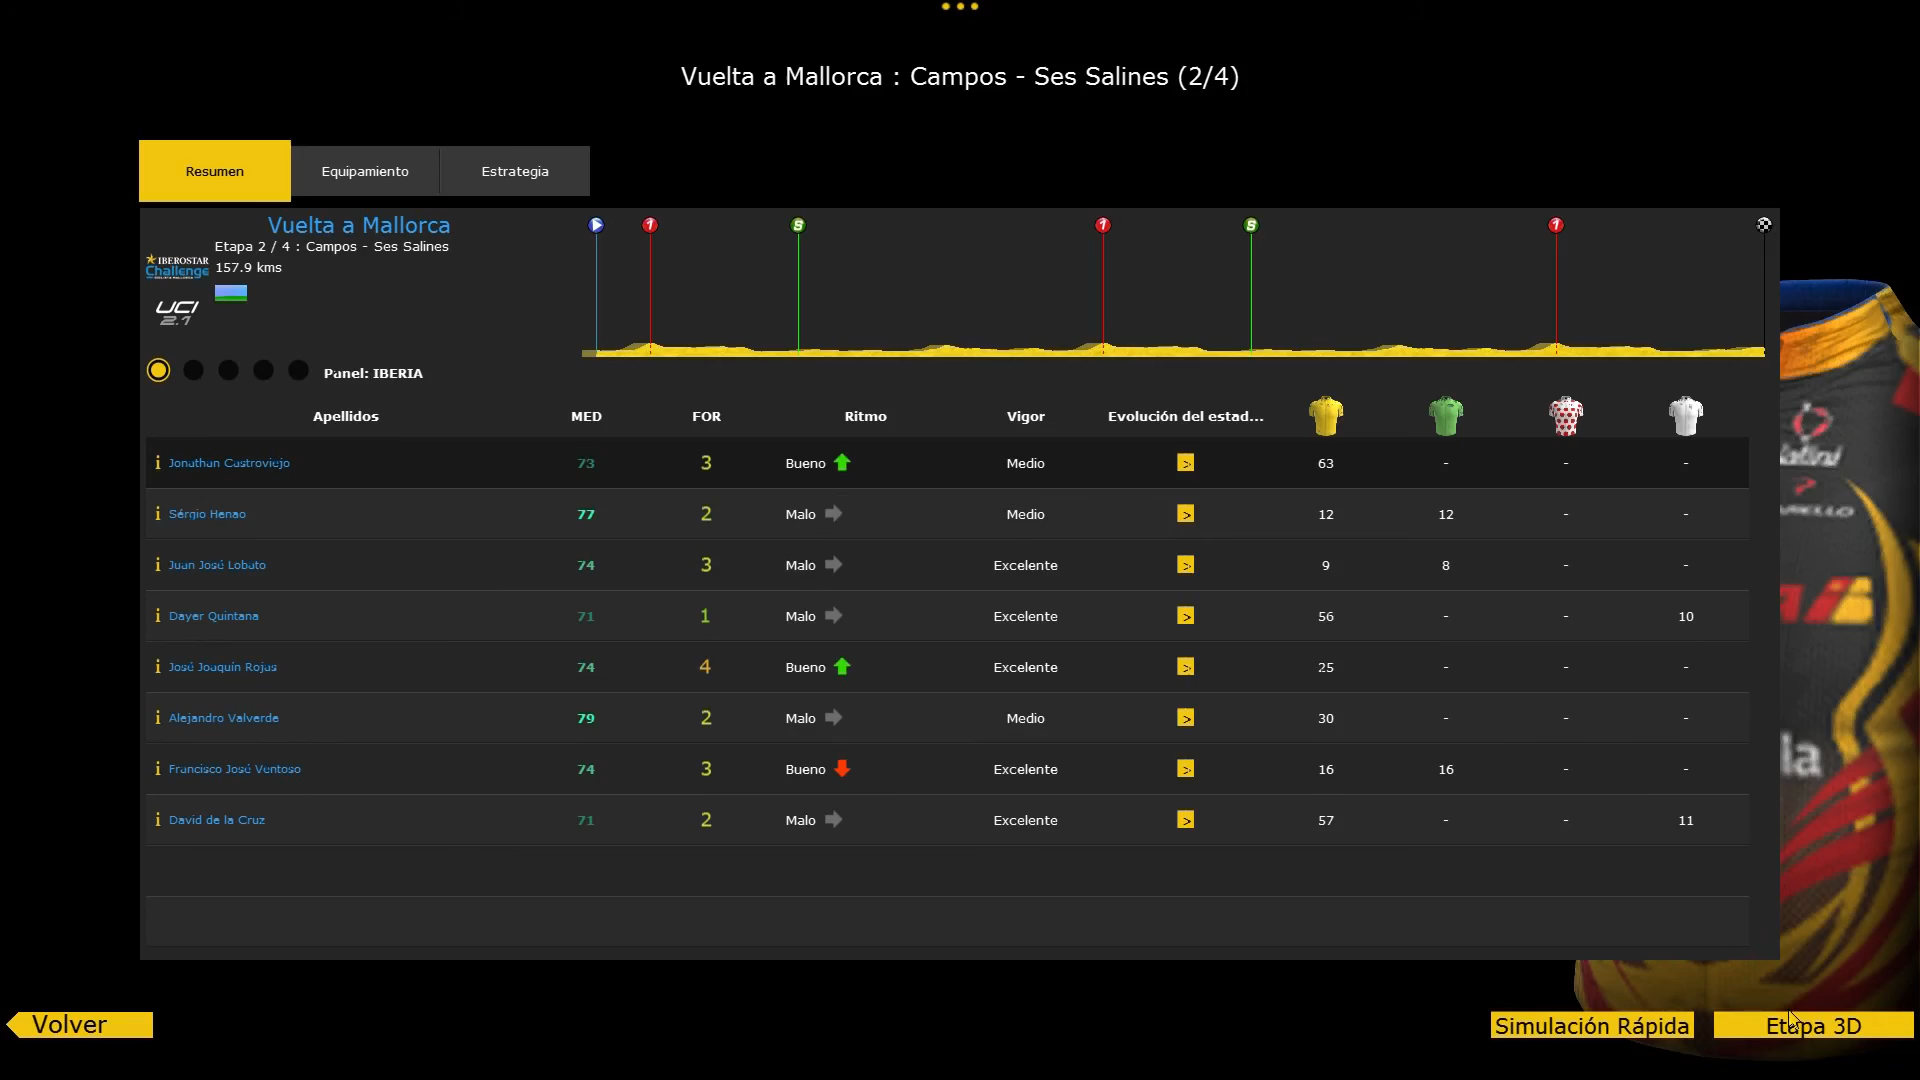 Vuelta a Mallorca : Campos - Ses Salines (2/4)
Resumen
Equipamiento
Estrategia
Vuelta a Mallorca
Etapa 2 / 4 : Campos - Ses Salines
157.9 kms
IBEROSTAR
Challenge
UCI
2.1
1
S
1
S
1
Panel: IBERIA
Apellidos MED FOR Ritmo Vigor Evolución del estad...
i Jonathan Castroviejo 73 3 Bueno Medio > 63 - - -
i Sérgio Henao 77 2 Malo Medio > 12 12 - -
i Juan José Lobato 74 3 Malo Excelente > 9 8 - -
i Dayer Quintana 71 1 Malo Excelente > 56 - - 10
i José Joaquín Rojas 74 4 Bueno Excelente > 25 - - -
i Alejandro Valverde 79 2 Malo Medio > 30 - - -
i Francisco José Ventoso 74 3 Bueno Excelente > 16 16 - -
i David de la Cruz 71 2 Malo Excelente > 57 - - 11
Volver
Simulación Rápida
Etapa 3D